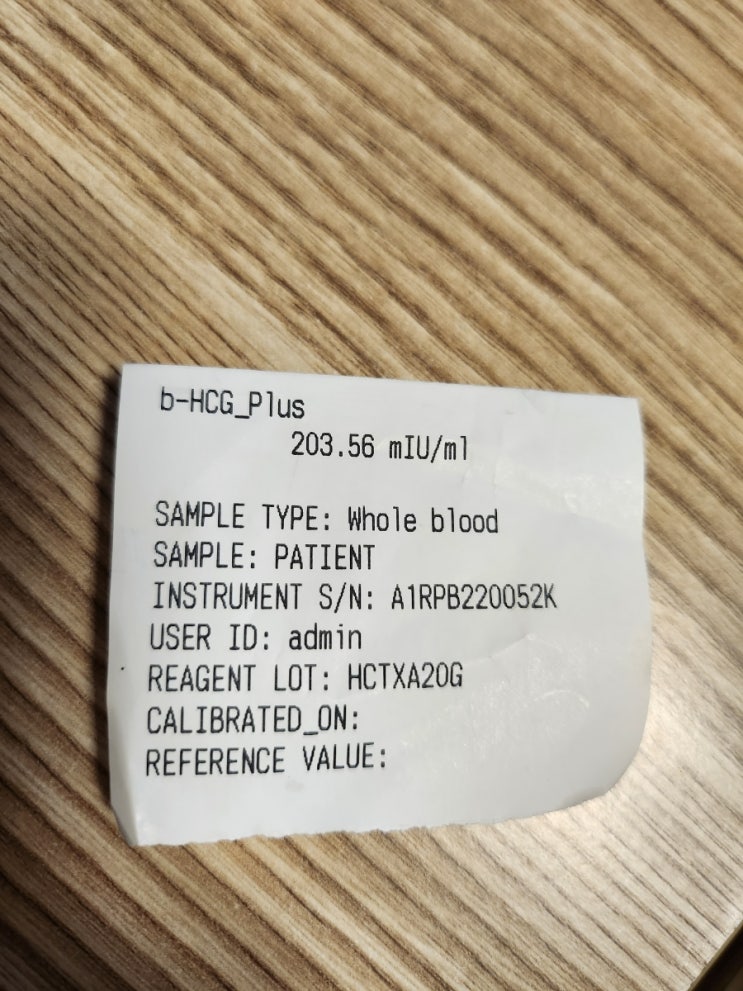 b-HCG_Plus
203.56 mIU/ml
SAMPLE TYPE: Whole blood
SAMPLE: PATIENT
INSTRUMENT S/N: A1RPB220052K
USER ID: admin
REAGENT LOT: HCTXA20G
CALIBRATED_ON:
REFERENCE VALUE: